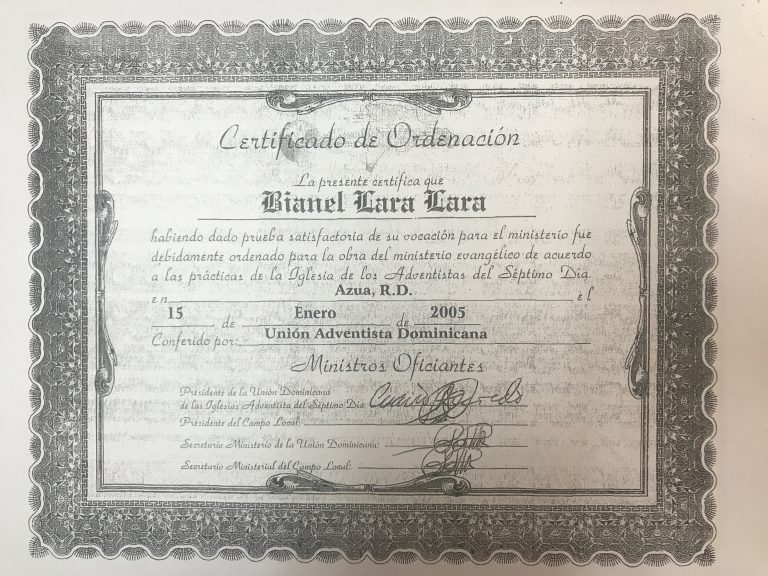 Certificado de Ordenación
La presente certifica que
Bianel Lara Lara
habiendo dado prueba satisfactoria de su vocación para el ministerio fue
debidamente ordenado para la obra del ministerio evangélico de acuerdo
a las prácticas de la Iglesia de los Adventistas del Séptimo Dia.
en Azua, R.D. el
15 de Enero de 2005
Conferido por: Unión Adventista Dominicana
Ministros Oficiantes
Presidente de la Unión Dominicana
de las Iglesias Adventista del Séptimo Dia
Presidente del Campo Local:
Secretario Ministerio de la Unión Dominicana:
Secretario Ministerial del Campo Local: